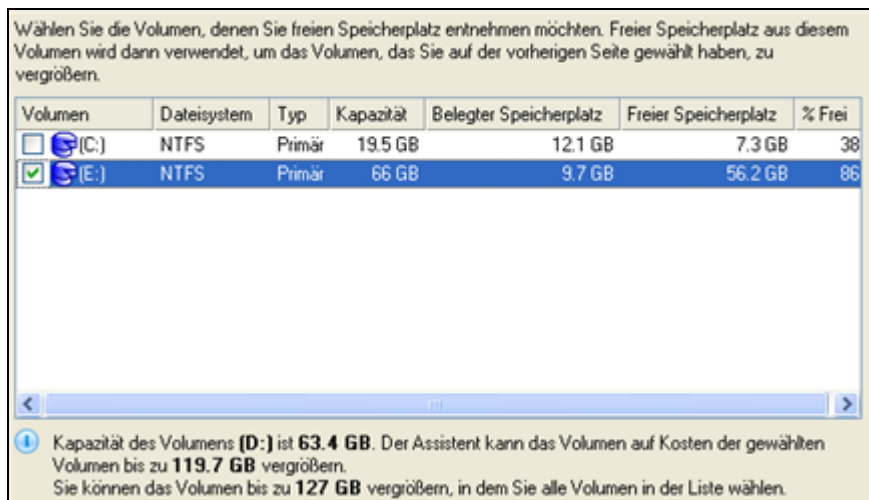 Wählen Sie die Volumen, denen Sie freien Speicherplatz entnehmen möchten. Freier Speicherplatz aus diesem
Volumen wird dann verwendet, um das Volumen, das Sie auf der vorherigen Seite gewählt haben, zu
vergrößern.
Volumen Dateisystem Typ Kapazität Belegter Speicherplatz Freier Speicherplatz % Frei
(C:) NTFS Primär 19.5 GB 12.1 GB 7.3 GB 38
(E:) NTFS Primär 66 GB 9.7 GB 56.2 GB 86
Kapazität des Volumens (D:) ist 63.4 GB. Der Assistent kann das Volumen auf Kosten der gewählten
Volumen bis zu 119.7 GB vergrößern.
Sie können das Volumen bis zu 127 GB vergrößern, in dem Sie alle Volumen in der Liste wählen.